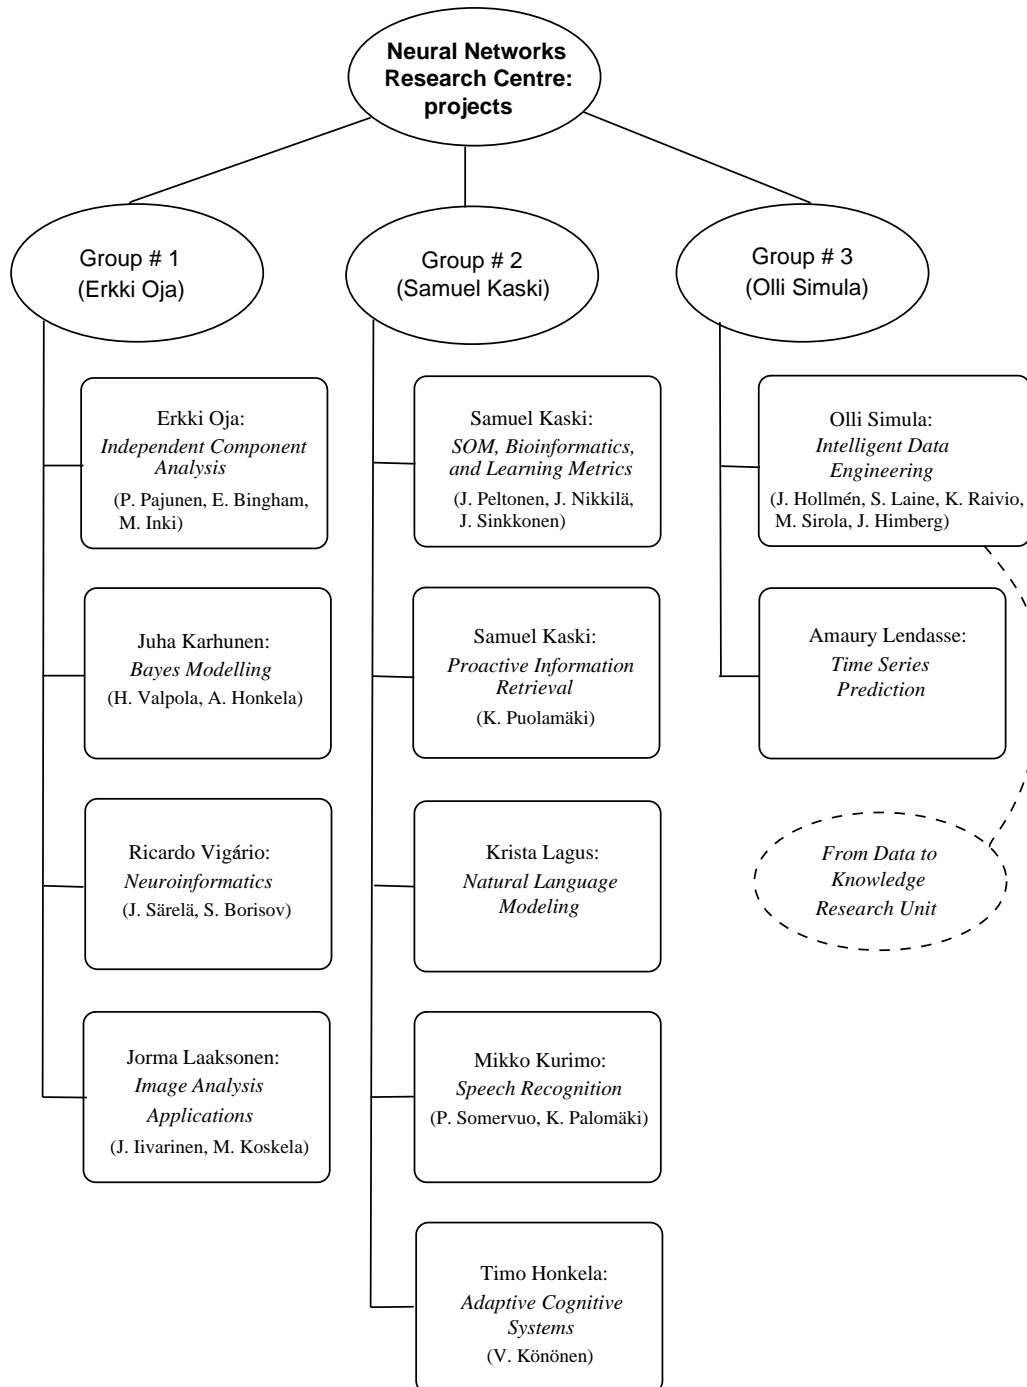 Neural Networks
Research Centre:
projects
Group # 1
(Erkki Oja)
Group # 2
(Samuel Kaski)
Group # 3
(Olli Simula)
Erkki Oja:
Independent Component
Analysis
(P. Pajunen, E. Bingham,
M. Inki)
Juha Karhunen:
Bayes Modelling
(H. Valpola, A. Honkela)
Ricardo Vigário:
Neuroinformatics
(J. Särelä, S. Borisov)
Jorma Laaksonen:
Image Analysis
Applications
(J. Iivarinen, M. Koskela)
Samuel Kaski:
SOM, Bioinformatics,
and Learning Metrics
(J. Peltonen, J. Nikkilä,
J. Sinkkonen)
Samuel Kaski:
Proactive Information
Retrieval
(K. Puolamäki)
Krista Lagus:
Natural Language
Modeling
Mikko Kurimo:
Speech Recognition
(P. Somervuo, K. Palomäki)
Timo Honkela:
Adaptive Cognitive
Systems
(V. Könönen)
Olli Simula:
Intelligent Data
Engineering
(J. Hollmén, S. Laine, K. Raivio,
M. Sirola, J. Himberg)
Amaury Lendasse:
Time Series
Prediction
From Data to
Knowledge
Research Unit